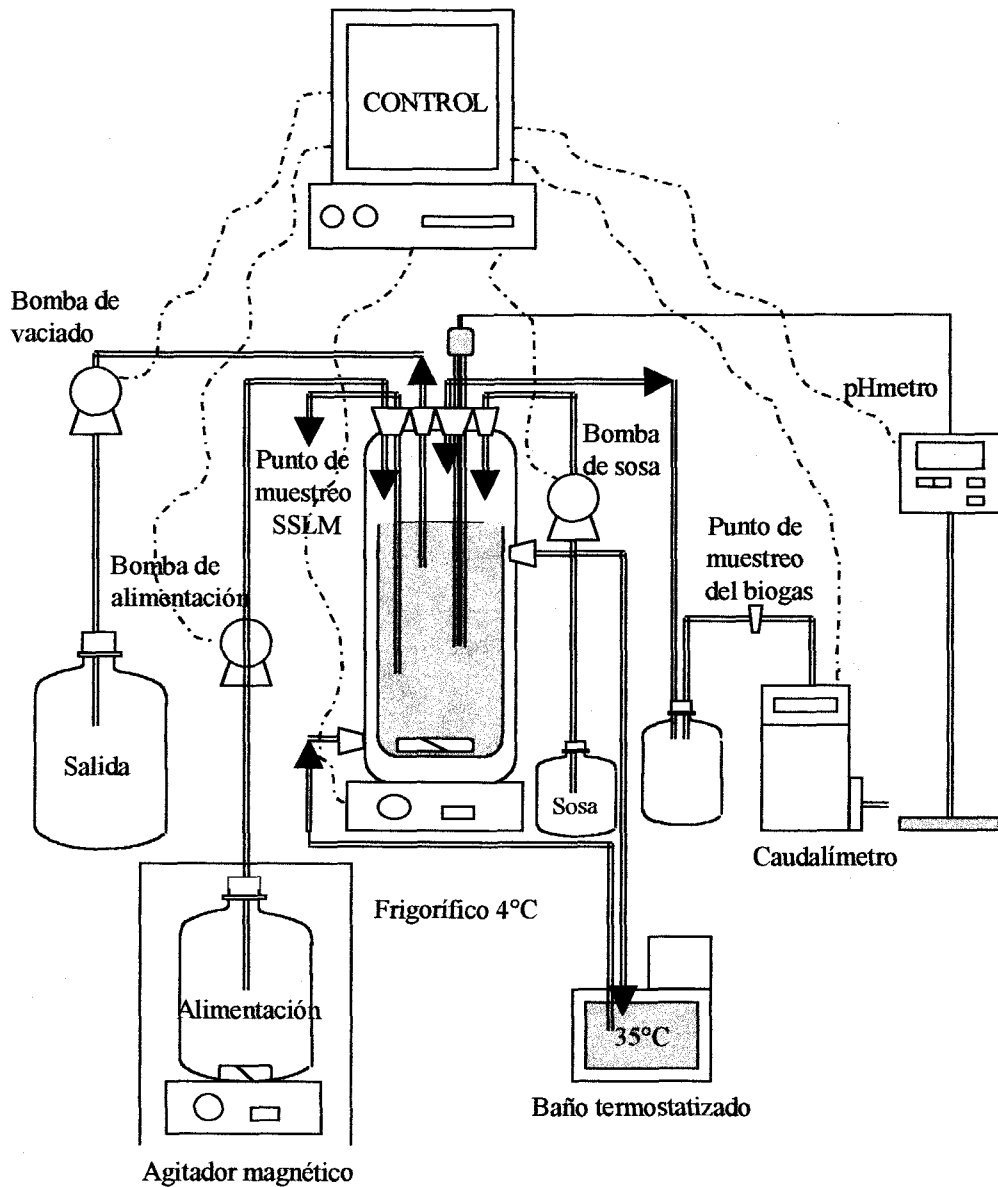 CONTROL
Bomba de
vaciado
pHmetro
Bomba
de sosa
Punto de
muestreo
SSLM
Punto de
muestreo
del biogas
Bomba de
alimentación
Salida
Sosa
Caudalímetro
Frigorífico 4°C
Alimentación
35°C
Baño termostatizado
Agitador magnético